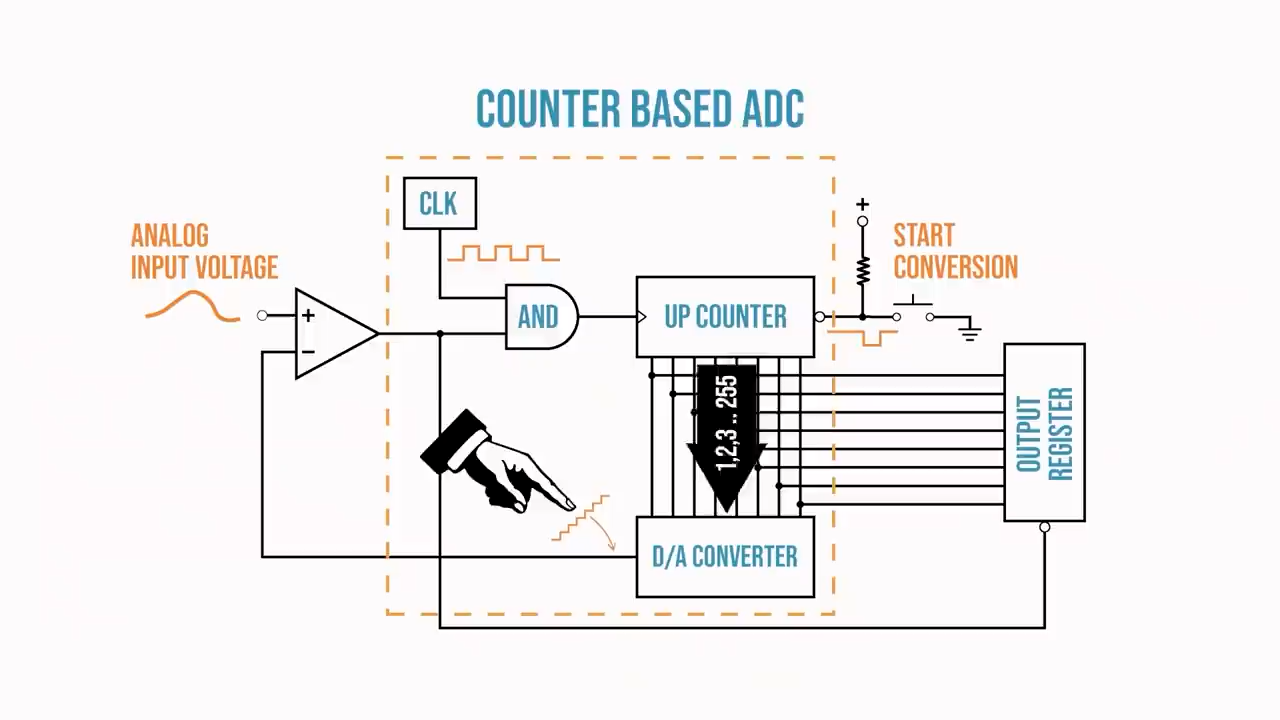 COUNTER BASED ADC
CLK
ANALOG
INPUT VOLTAGE
+
−
AND
UP COUNTER
+
START
CONVERSION
1,2,3 .. 255
OUTPUT
REGISTER
D/A CONVERTER